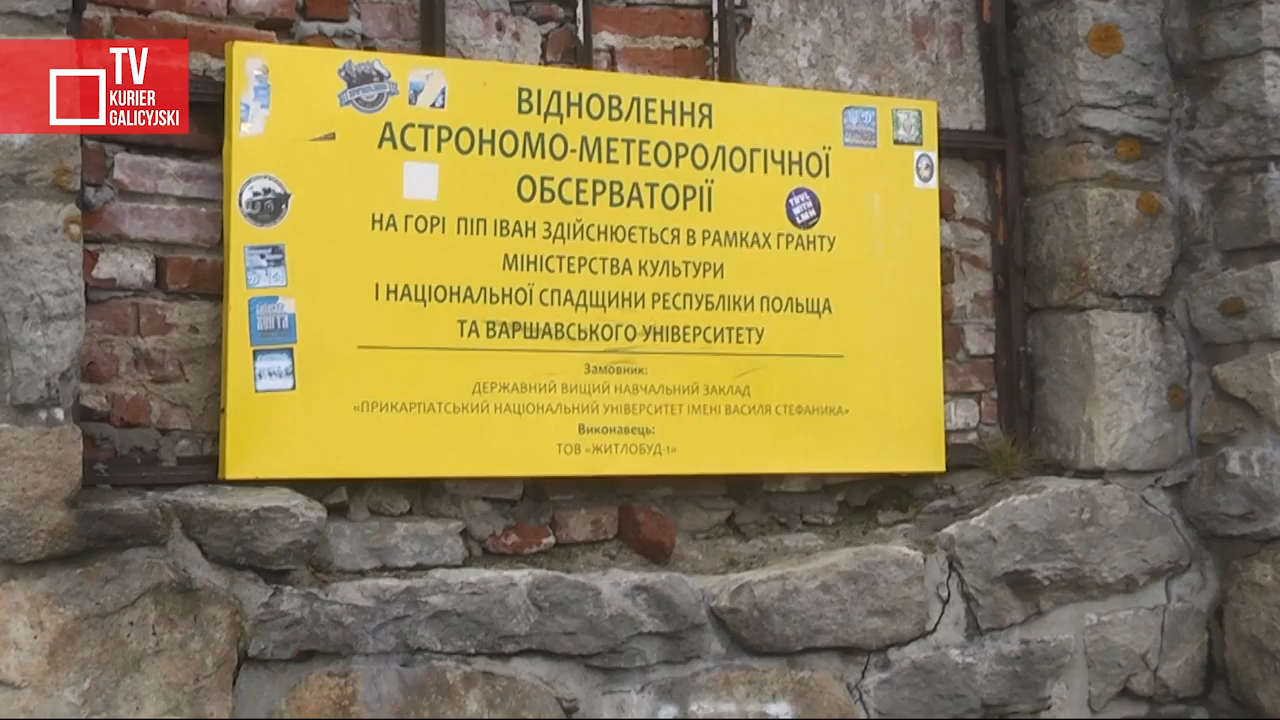 TV
KURIER
GALICYJSKI
ВІДНОВЛЕННЯ
АСТРОНОМО-МЕТЕОРОЛОГІЧНОЇ
ОБСЕРВАТОРІЇ
НА ГОРІ ПІП ІВАН ЗДІЙСНЮЄТЬСЯ В РАМКАХ ГРАНТУ
МІНІСТЕРСТВА КУЛЬТУРИ
І НАЦІОНАЛЬНОЇ СПАДЩИНИ РЕСПУБЛІКИ ПОЛЬЩА
ТА ВАРШАВСЬКОГО УНІВЕРСИТЕТУ
Замовник:
ДЕРЖАВНИЙ ВИЩИЙ НАВЧАЛЬНИЙ ЗАКЛАД
«ПРИКАРПАТСЬКИЙ НАЦІОНАЛЬНИЙ УНІВЕРСИТЕТ ІМЕНІ ВАСИЛЯ СТЕФАНИКА»
Виконавець:
ТОВ «ЖИТЛОБУД-1»